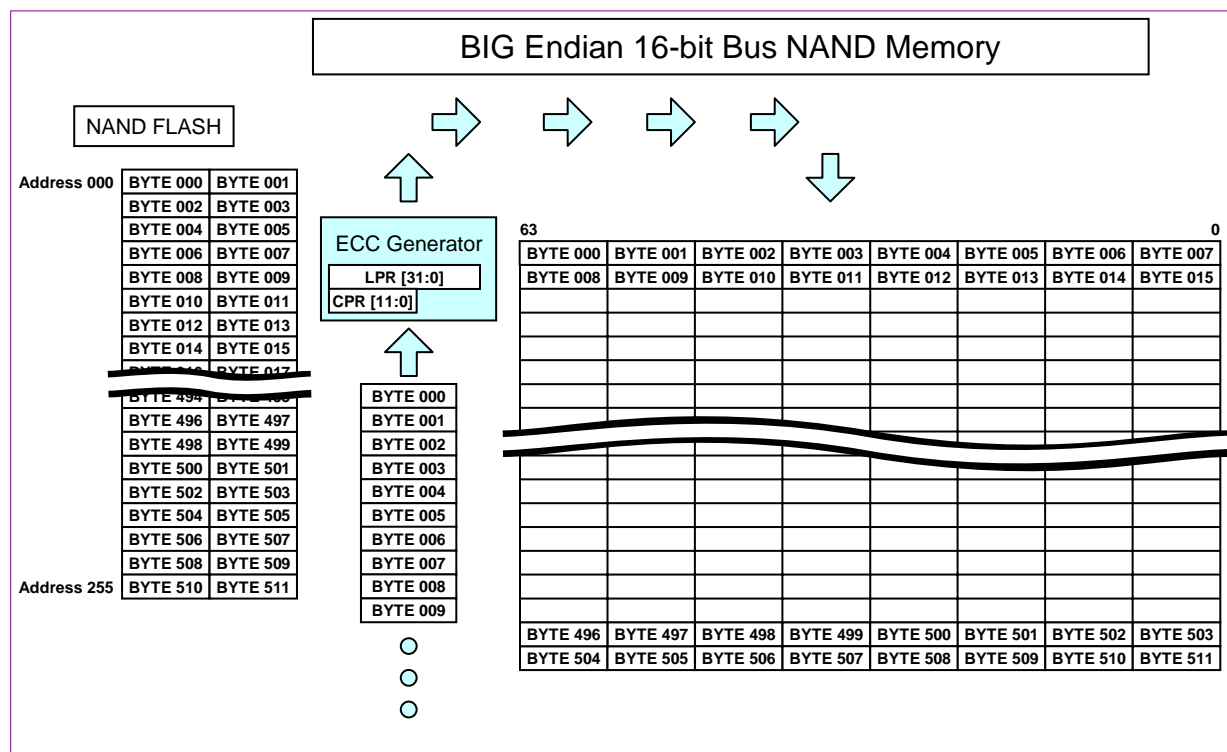 BIG Endian 16-bit Bus NAND Memory
NAND FLASH
Address 000 BYTE 000 BYTE 001
BYTE 002 BYTE 003
BYTE 004 BYTE 005
BYTE 006 BYTE 007
BYTE 008 BYTE 009
BYTE 010 BYTE 011
BYTE 012 BYTE 013
BYTE 014 BYTE 015
BYTE 017
BYTE 494
BYTE 496 BYTE 497
BYTE 498 BYTE 499
BYTE 500 BYTE 501
BYTE 502 BYTE 503
BYTE 504 BYTE 505
BYTE 506 BYTE 507
BYTE 508 BYTE 509
Address 255 BYTE 510 BYTE 511
ECC Generator
LPR [31:0]
CPR [11:0]
BYTE 000
BYTE 001
BYTE 002
BYTE 003
BYTE 004
BYTE 005
BYTE 006
BYTE 007
BYTE 008
BYTE 009
63 0
BYTE 000 BYTE 001 BYTE 002 BYTE 003 BYTE 004 BYTE 005 BYTE 006 BYTE 007
BYTE 008 BYTE 009 BYTE 010 BYTE 011 BYTE 012 BYTE 013 BYTE 014 BYTE 015
BYTE 496 BYTE 497 BYTE 498 BYTE 499 BYTE 500 BYTE 501 BYTE 502 BYTE 503
BYTE 504 BYTE 505 BYTE 506 BYTE 507 BYTE 508 BYTE 509 BYTE 510 BYTE 511